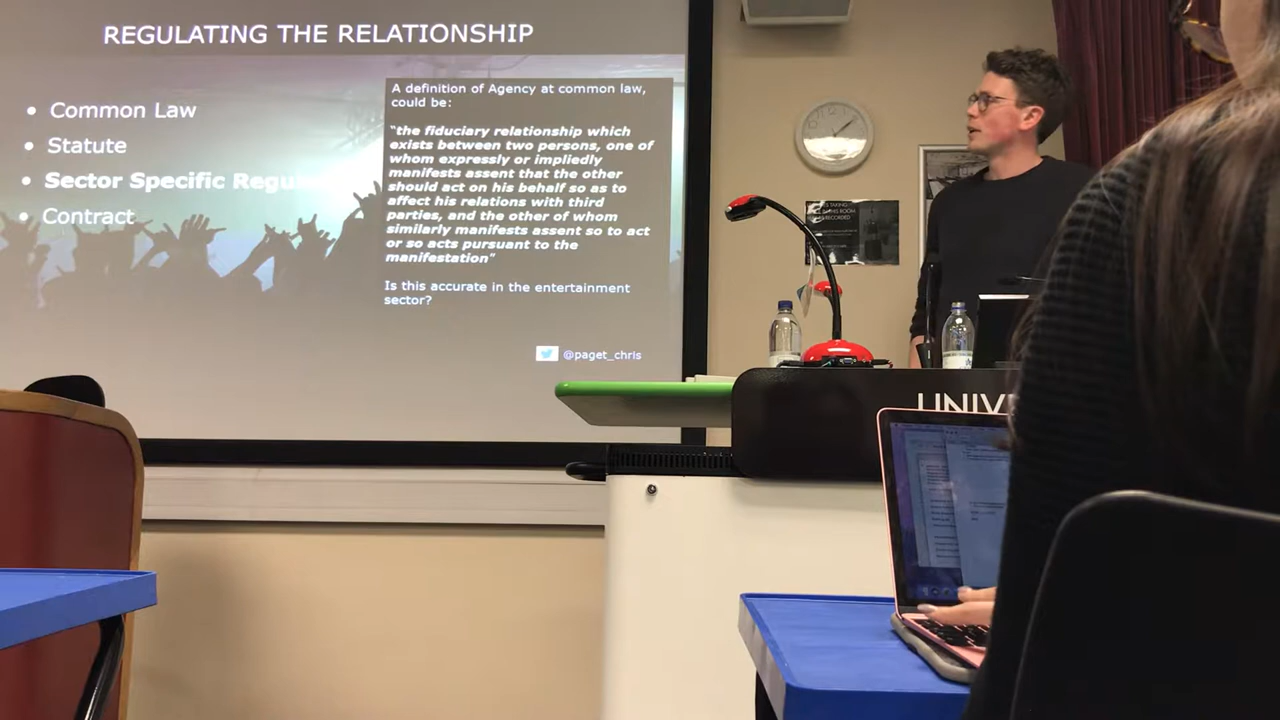 REGULATING THE RELATIONSHIP
• Common Law
• Statute
• Sector Specific
• Contract
A definition of Agency at common law,
could be:
"the fiduciary relationship which
exists between two persons, one of
whom expressly or impliedly
manifests assent that the other
should act on his behalf so as to
affect his relations with third
parties, and the other of whom
similarly manifests assent so to act
or so acts pursuant to the
manifestation"
Is this accurate in the entertainment
sector?
@paget_chris
UNIVE